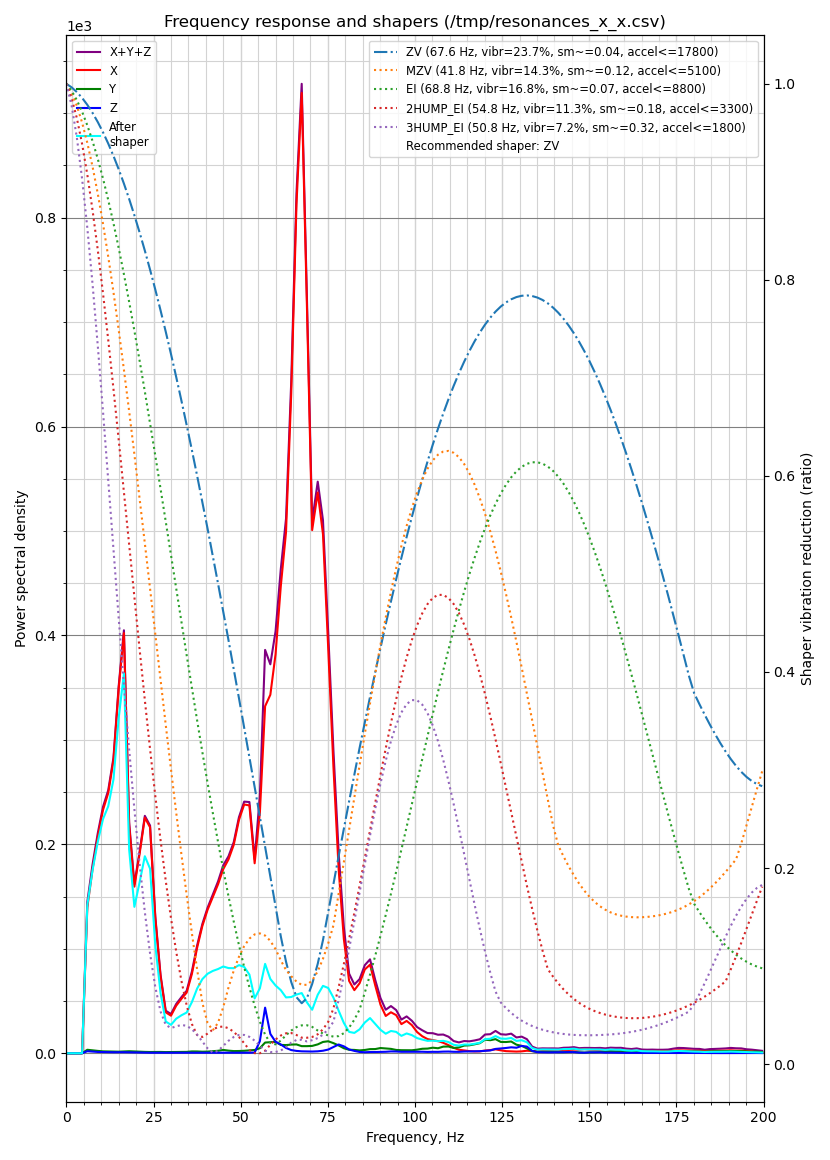 Frequency response and shapers (/tmp/resonances_x_x.csv)
1e3
X+Y+Z
X
Y
Z
After
shaper
ZV (67.6 Hz, vibr=23.7%, sm~=0.04, accel<=17800)
MZV (41.8 Hz, vibr=14.3%, sm~=0.12, accel<=5100)
EI (68.8 Hz, vibr=16.8%, sm~=0.07, accel<=8800)
2HUMP_EI (54.8 Hz, vibr=11.3%, sm~=0.18, accel<=3300)
3HUMP_EI (50.8 Hz, vibr=7.2%, sm~=0.32, accel<=1800)
Recommended shaper: ZV
Power spectral density
0.8
0.6
0.4
0.2
0.0
1.0
0.8
0.6
0.4
0.2
0.0
Shaper vibration reduction (ratio)
0 25 50 75 100 125 150 175 200
Frequency, Hz